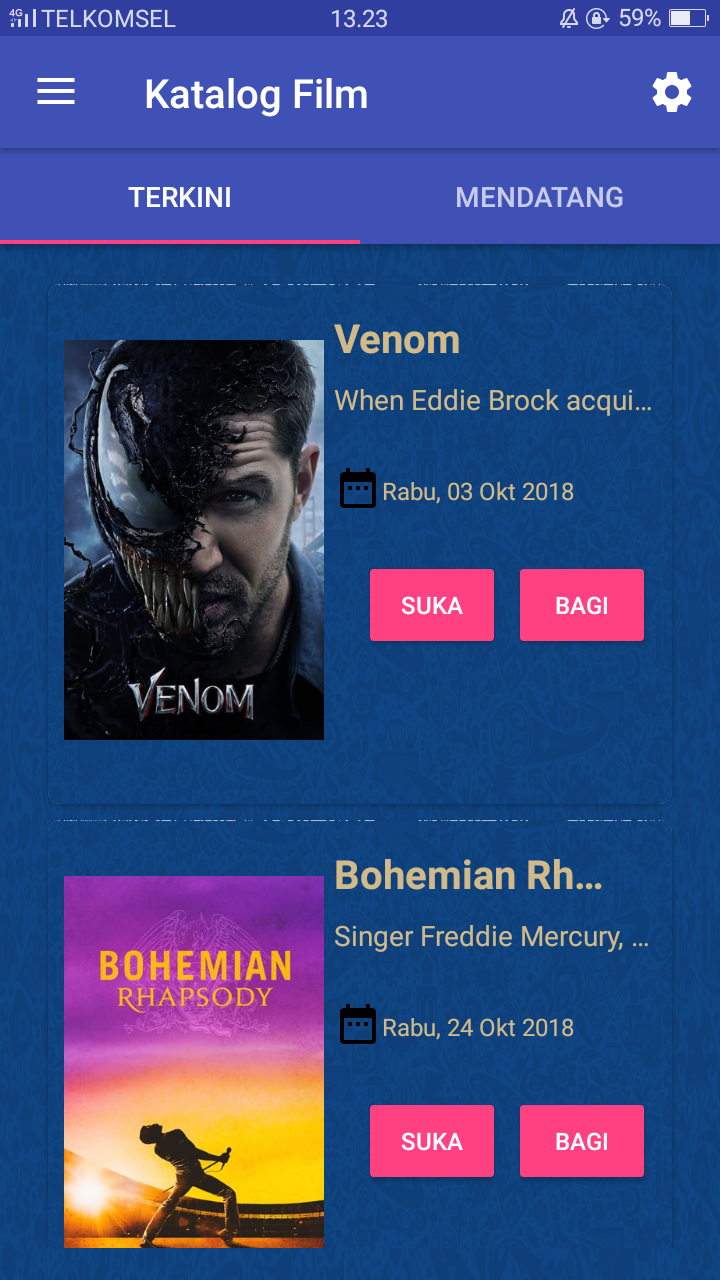 4G TELKOMSEL 13.23 59%
Katalog Film
TERKINI MENDATANG
Venom
When Eddie Brock acqui...
Rabu, 03 Okt 2018
SUKA BAGI
VENOM
Bohemian Rh...
Singer Freddie Mercury, ...
BOHEMIAN
RHAPSODY
Rabu, 24 Okt 2018
SUKA BAGI